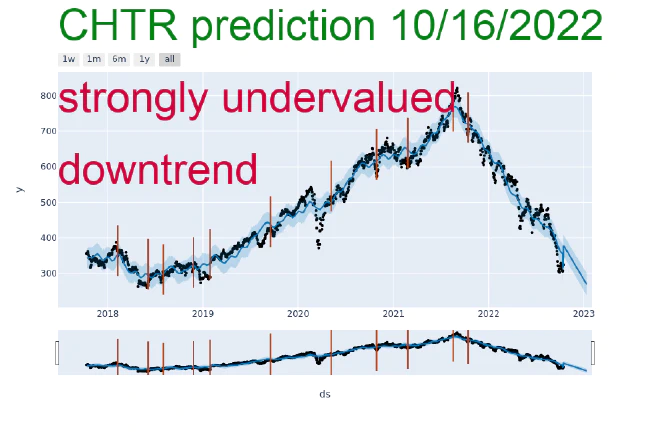 CHTR prediction 10/16/2022
1w 1m 6m 1y all
strongly undervalued
downtrend
800
700
600
500
400
300
y
2018 2019 2020 2021 2022 2023
ds